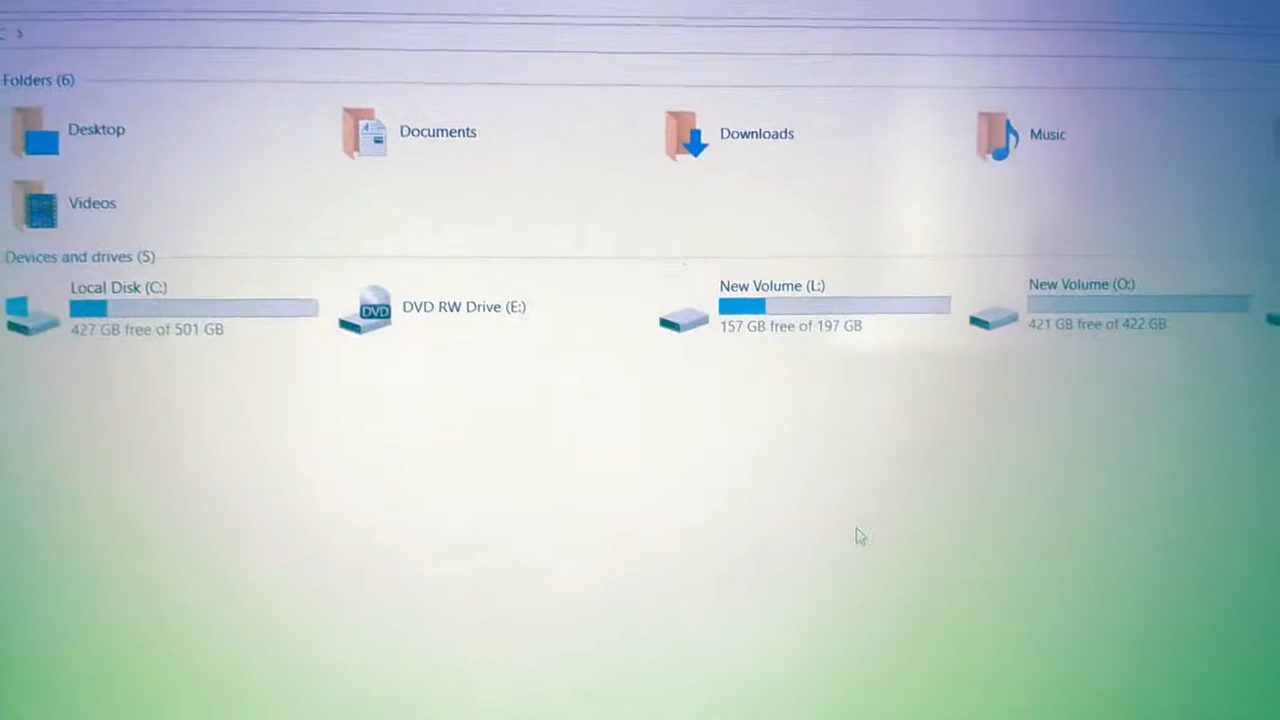 Folders (6)
Desktop
Documents
Downloads
Music
Videos
Devices and drives (5)
Local Disk (C:)
427 GB free of 501 GB
DVD
DVD RW Drive (E:)
New Volume (L:)
157 GB free of 197 GB
New Volume (O:)
421 GB free of 422 GB